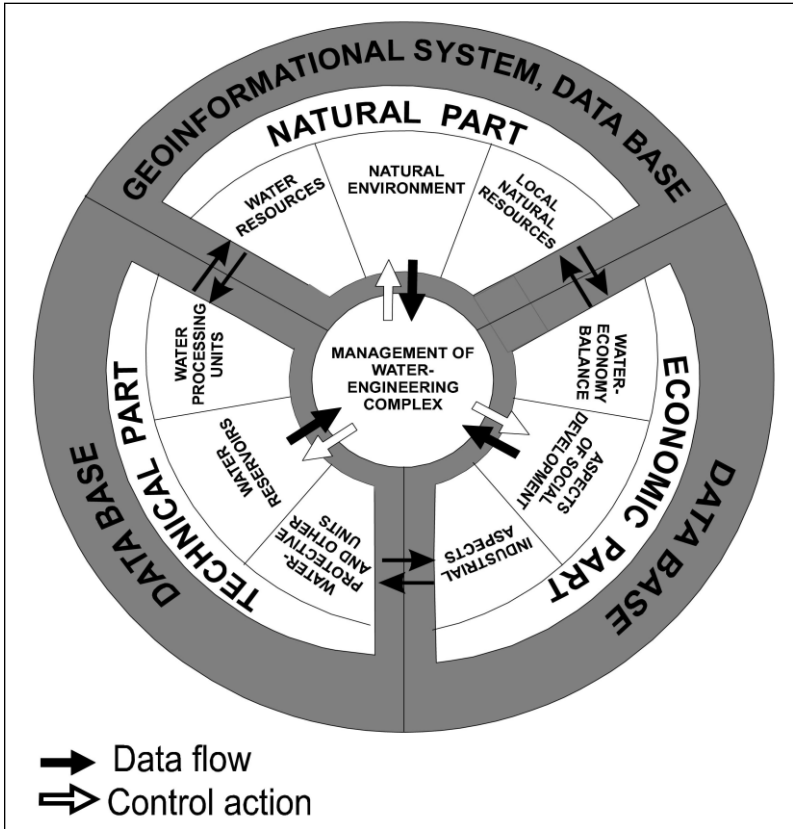 GEOINFORMATIONAL SYSTEM, DATA BASE
NATURAL PART
WATER
RESOURCES
NATURAL
ENVIRONMENT
LOCAL
NATURAL
RESOURCES
WATER
PROCESSING
UNITS
WATER-
ECONOMY
BALANCE
MANAGEMENT OF
WATER-
ENGINEERING
COMPLEX
WATER
RESERVOIRS
ASPECTS
OF SOCIAL
DEVELOPMENT
WATER-
PROTECTIVE
AND OTHER
UNITS
INDUSTRIAL
ASPECTS
TECHNICAL PART
ECONOMIC PART
DATA BASE
DATA BASE
Data flow
Control action